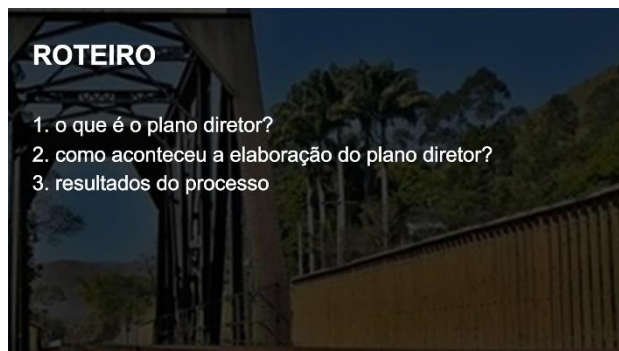 ROTEIRO
1. o que é o plano diretor?
2. como aconteceu a elaboração do plano diretor?
3. resultados do processo